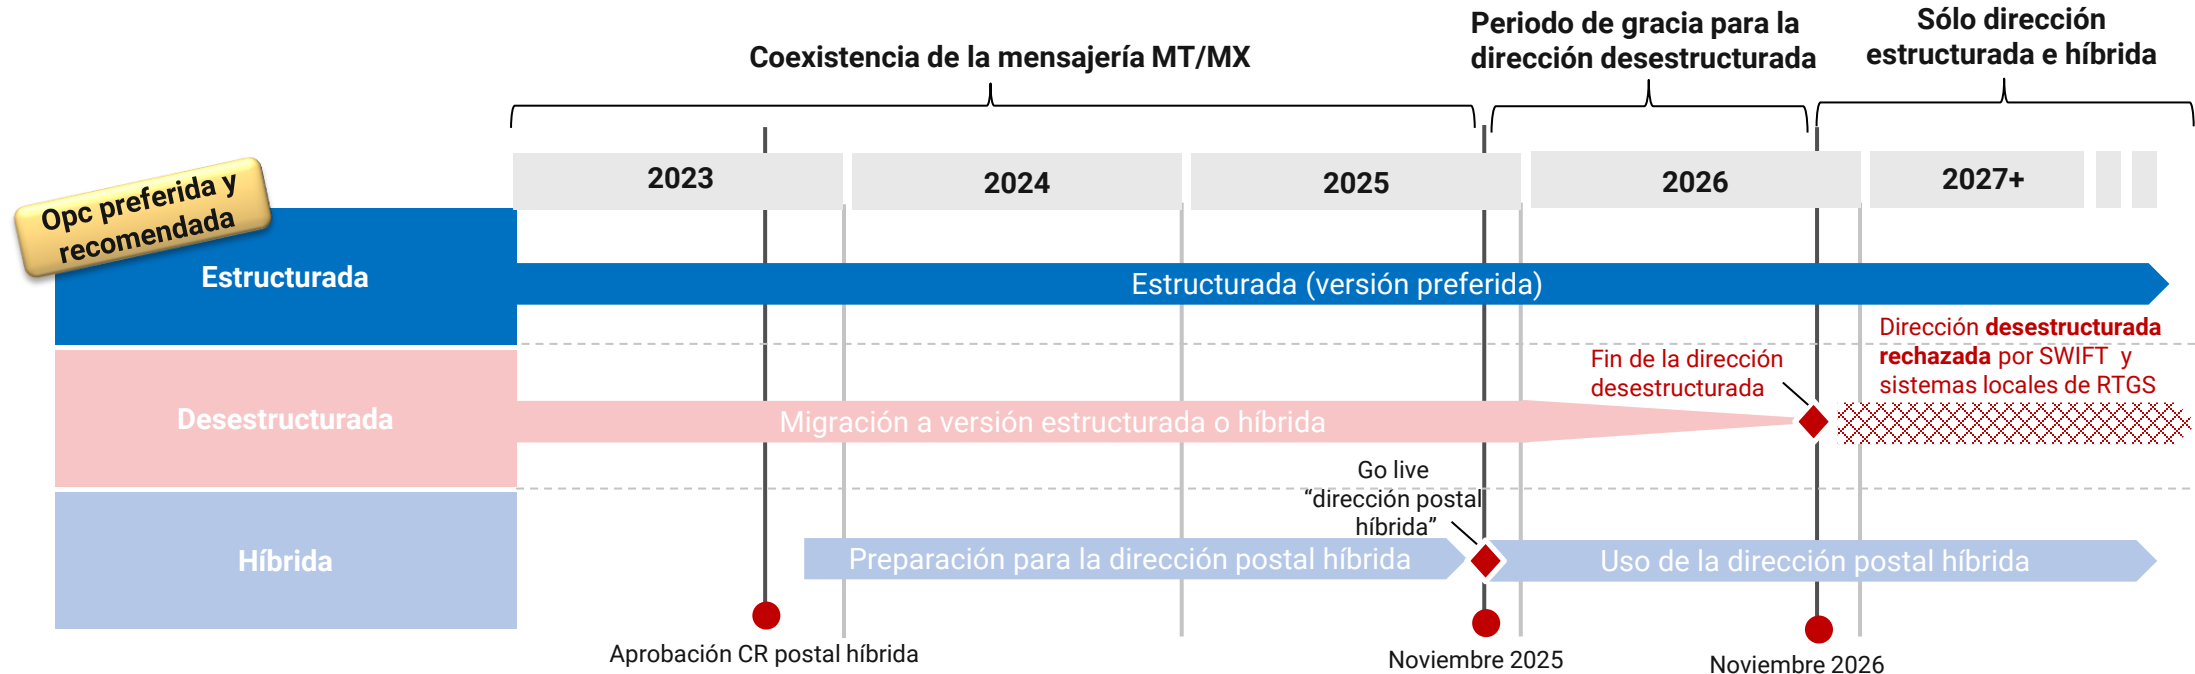 Coexistencia de la mensajería MT/MX
Periodo de gracia para la
dirección desestructurada
Sólo dirección
estructurada e híbrida
2023
2024
2025
2026
2027+
Opc preferida y
recomendada
Estructurada
Estructurada (versión preferida)
Desestructurada
Migración a versión estructurada o híbrida
Fin de la dirección
desestructurada
Dirección desestructurada
rechazada por SWIFT y
sistemas locales de RTGS
Híbrida
Preparación para la dirección postal híbrida
Go live
“dirección postal
híbrida”
Uso de la dirección postal híbrida
Aprobación CR postal híbrida
Noviembre 2025
Noviembre 2026